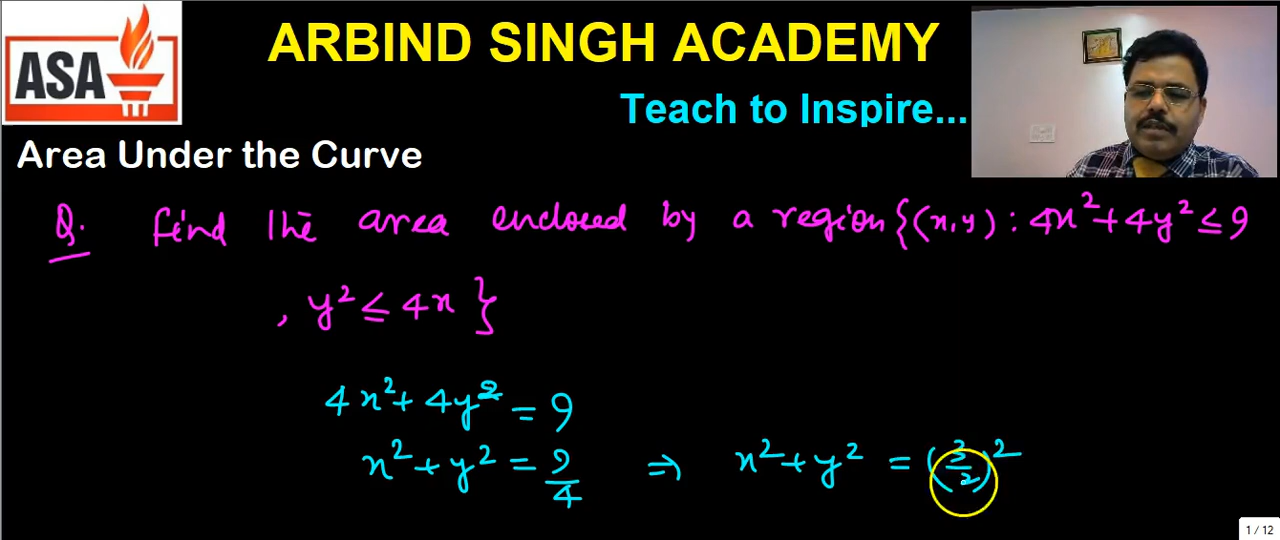 ASA
ARBIND SINGH ACADEMY
Teach to Inspire...
Area Under the Curve
Q. Find the area enclosed by a region {(x,y) : 4x² + 4y² ≤ 9
, y² ≤ 4x }
4x² + 4y² = 9
x² + y² = 9/4 ⇒ x² + y² = (3/2)²
1 / 12